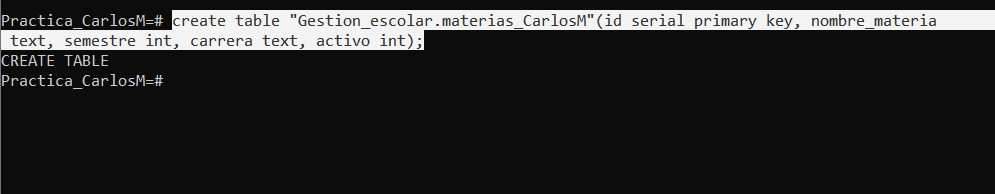 Practica_CarlosM=# create table "Gestion_escolar.materias_CarlosM"(id serial primary key, nombre_materia
 text, semestre int, carrera text, activo int);
CREATE TABLE
Practica_CarlosM=#